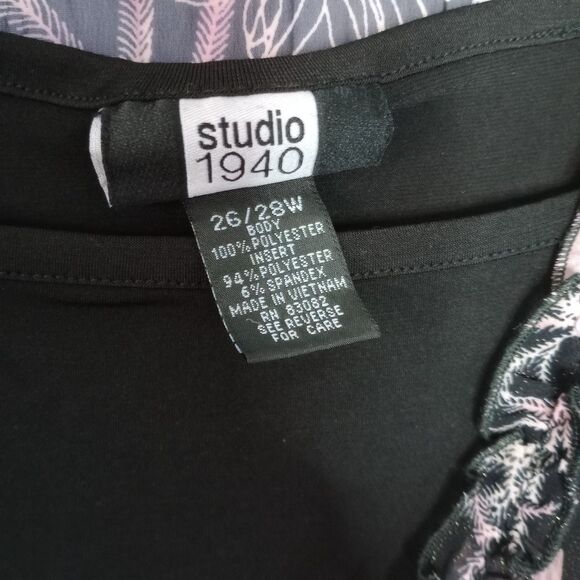 studio
1940
26/28W
BODY
100% POLYESTER
INSERT
94% POLYESTER
6% SPANDEX
MADE IN VIETNAM
RN 83082
SEE REVERSE
FOR CARE